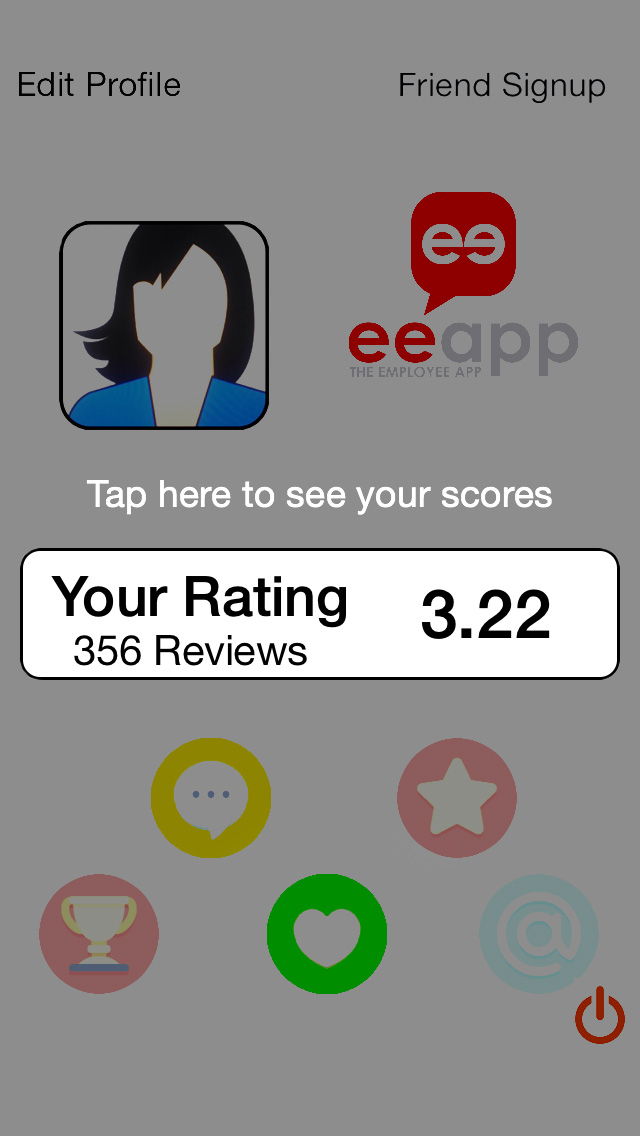 Edit Profile
Friend Signup
ee
eeapp
THE EMPLOYEE APP
Tap here to see your scores
Your Rating
3.22
356 Reviews
@